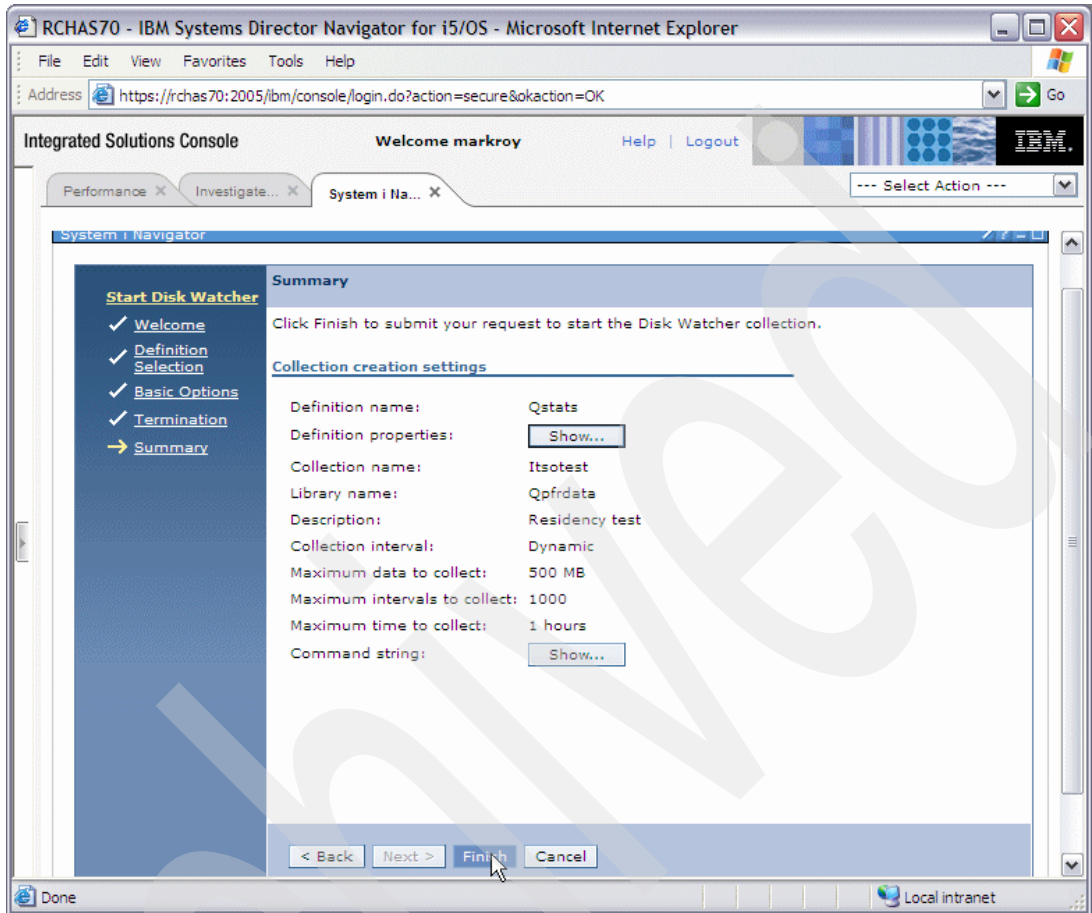 RCHAS70 - IBM Systems Director Navigator for i5/OS - Microsoft Internet Explorer
File Edit View Favorites Tools Help
Address https://rchas70:2005/ibm/console/login.do?action=secure&okaction=OK Go
Integrated Solutions Console Welcome markroy Help | Logout IBM.
Performance Investigate... System i Na... --- Select Action ---
System i Navigator
Start Disk Watcher
Welcome
Definition
Selection
Basic Options
Termination
Summary
Summary
Click Finish to submit your request to start the Disk Watcher collection.
Collection creation settings
Definition name: Qstats
Definition properties: Show...
Collection name: Itsotest
Library name: Qpfrdata
Description: Residency test
Collection interval: Dynamic
Maximum data to collect: 500 MB
Maximum intervals to collect: 1000
Maximum time to collect: 1 hours
Command string: Show...
< Back Next > Finish Cancel
Done Local intranet